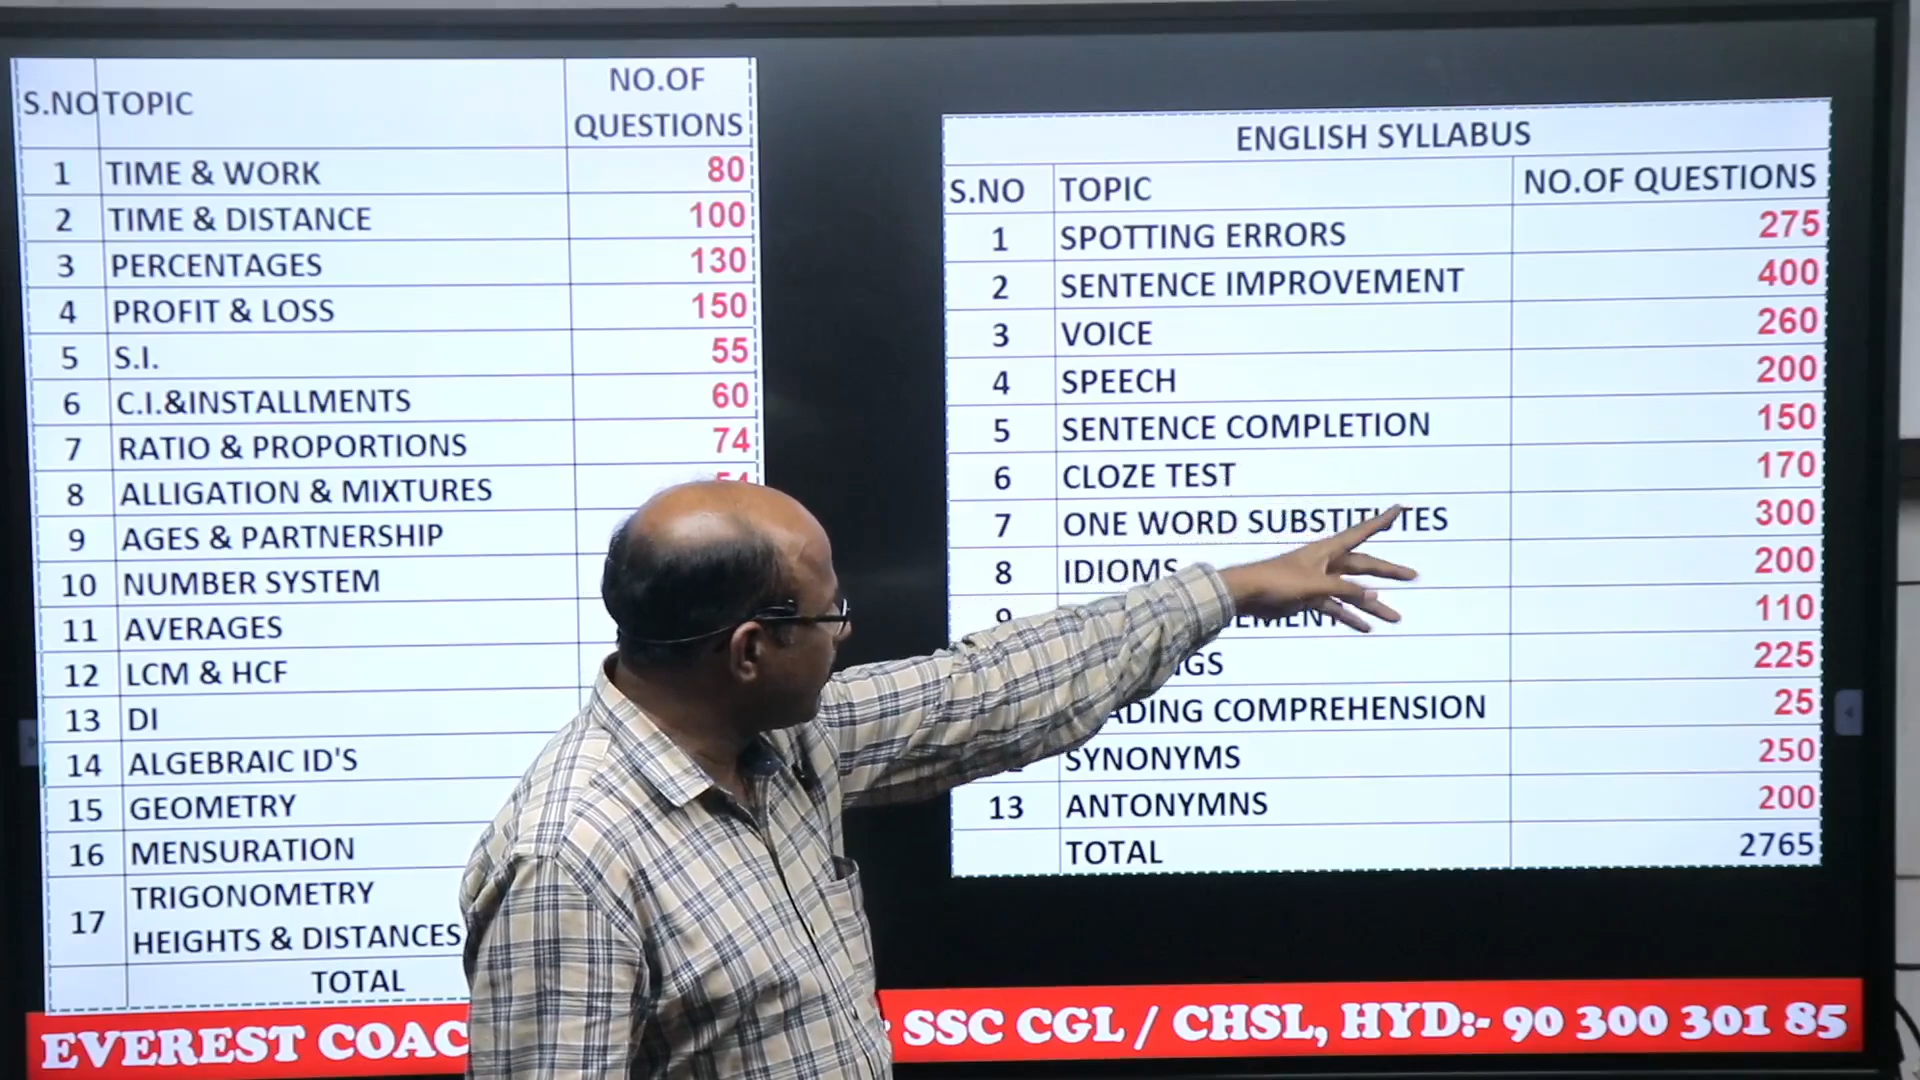 S.NO TOPIC NO.OF QUESTIONS
1 TIME & WORK 80
2 TIME & DISTANCE 100
3 PERCENTAGES 130
4 PROFIT & LOSS 150
5 S.I. 55
6 C.I.&INSTALLMENTS 60
7 RATIO & PROPORTIONS 74
8 ALLIGATION & MIXTURES
9 AGES & PARTNERSHIP
10 NUMBER SYSTEM
11 AVERAGES
12 LCM & HCF
13 DI
14 ALGEBRAIC ID'S
15 GEOMETRY
16 MENSURATION
17 TRIGONOMETRY
HEIGHTS & DISTANCES
TOTAL
ENGLISH SYLLABUS
S.NO TOPIC NO.OF QUESTIONS
1 SPOTTING ERRORS 275
2 SENTENCE IMPROVEMENT 400
3 VOICE 260
4 SPEECH 200
5 SENTENCE COMPLETION 150
6 CLOZE TEST 170
7 ONE WORD SUBSTITUTES 300
8 IDIOMS 200
9 110
225
COMPREHENSION 25
SYNONYMS 250
13 ANTONYMNS 200
TOTAL 2765
EVEREST SSC CGL / CHSL, HYD:- 90 300 301 85